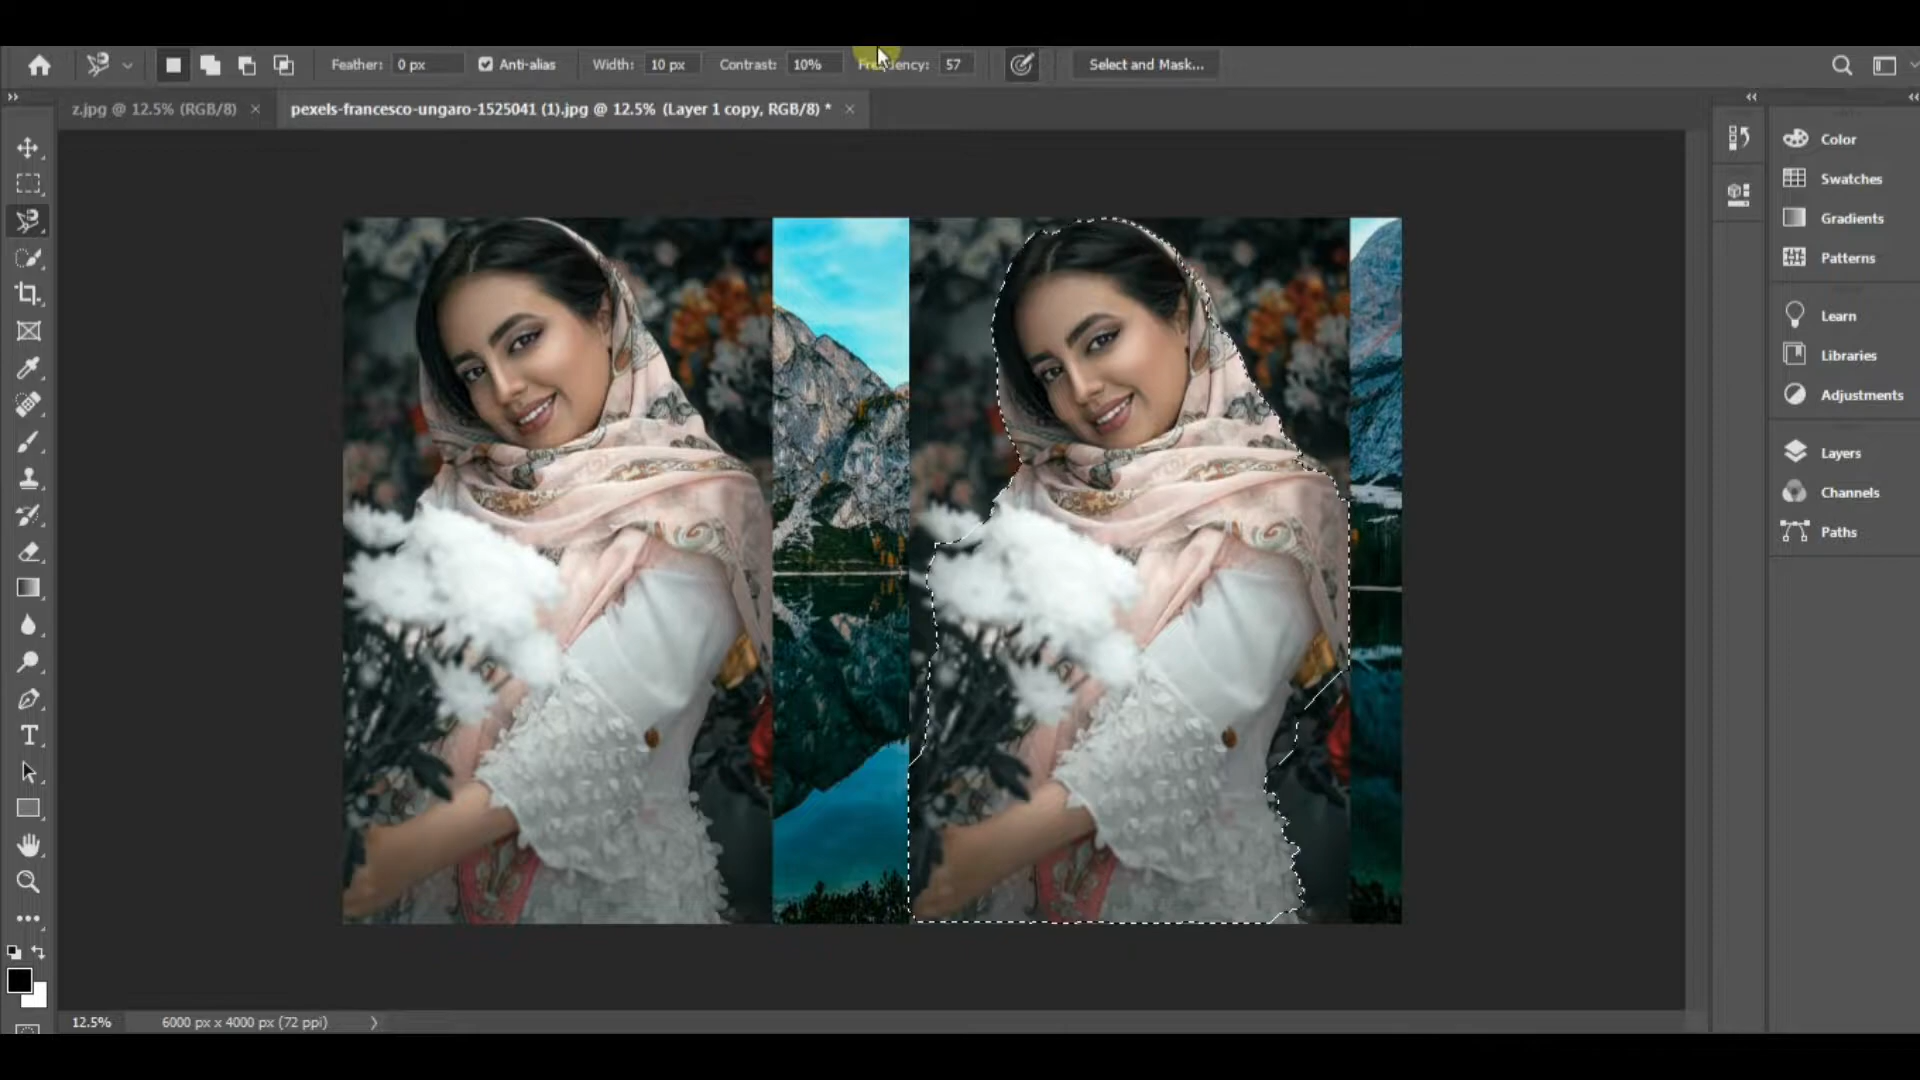 Feather: 0 px Anti-alias Width: 10 px Contrast: 10% Frequency: 57 Select and Mask...
z.jpg @ 12.5% (RGB/8) × pexels-francesco-ungaro-1525041 (1).jpg @ 12.5% (Layer 1 copy, RGB/8) * ×
Color
Swatches
Gradients
Patterns
Learn
Libraries
Adjustments
Layers
Channels
Paths
12.5% 6000 px x 4000 px (72 ppi)